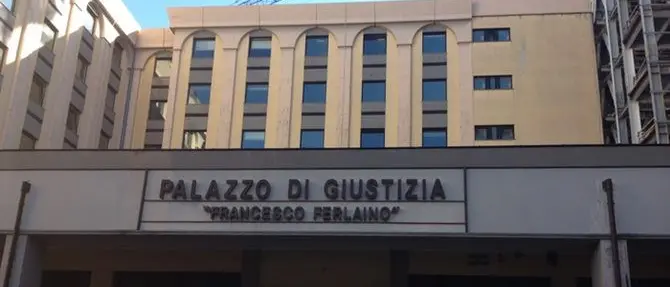 PALAZZO DI GIUSTIZIA
"FRANCESCO FERLAINO"